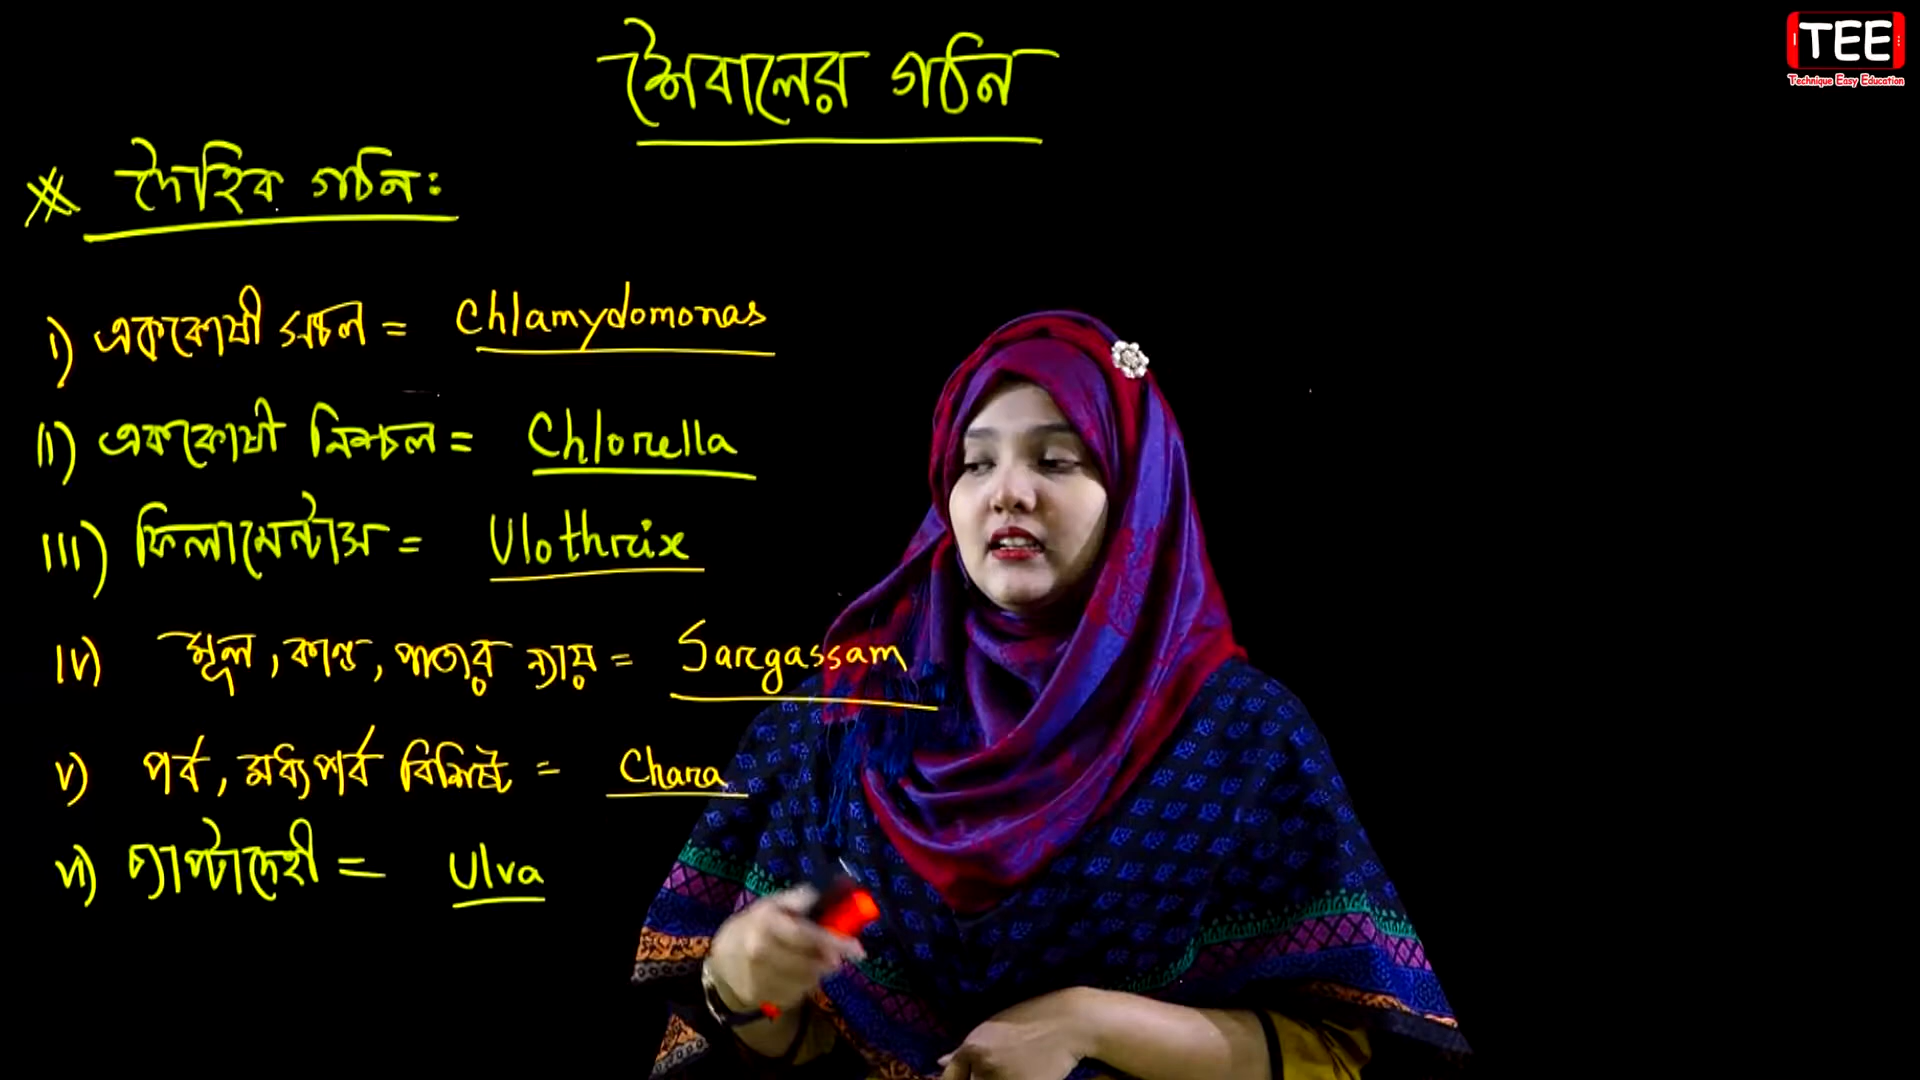 শৈবালের গঠন
TEE
Technique Easy Education
* দৈহিক গঠন:
i) এককোষী সচল = Chlamydomonas
ii) এককোষী নিশ্চল = Chlorella
iii) ফিলামেন্টাস = Ulothrix
iv) মূল, কান্ড, পাতার ন্যায় = Sargassam
v) পর্ব, মধ্যপর্ব বিশিষ্ট = Chara
vi) চ্যাপ্টাদেহী = Ulva